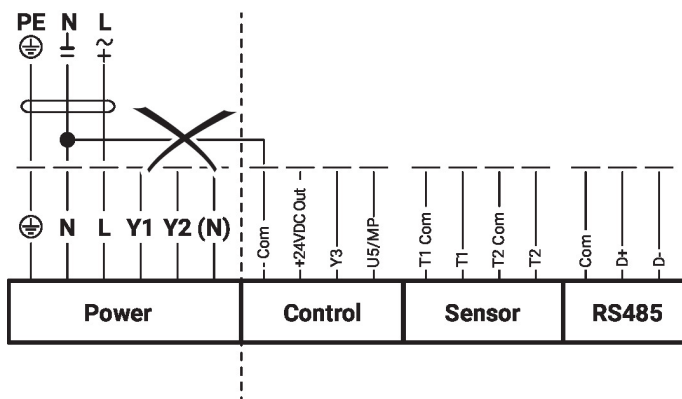 PE N L
N L Y1 Y2 (N)
- Com
+24VDC Out
Y3
U5/MP
T1 Com
T1
T2 Com
T2
Com
D+
D-
Power
Control
Sensor
RS485